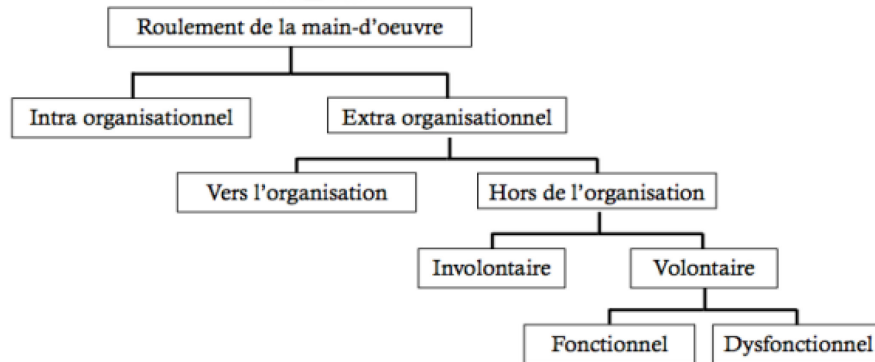 Roulement de la main-d'oeuvre
Intra organisationnel
Extra organisationnel
Vers l'organisation
Hors de l'organisation
Involontaire
Volontaire
Fonctionnel
Dysfonctionnel